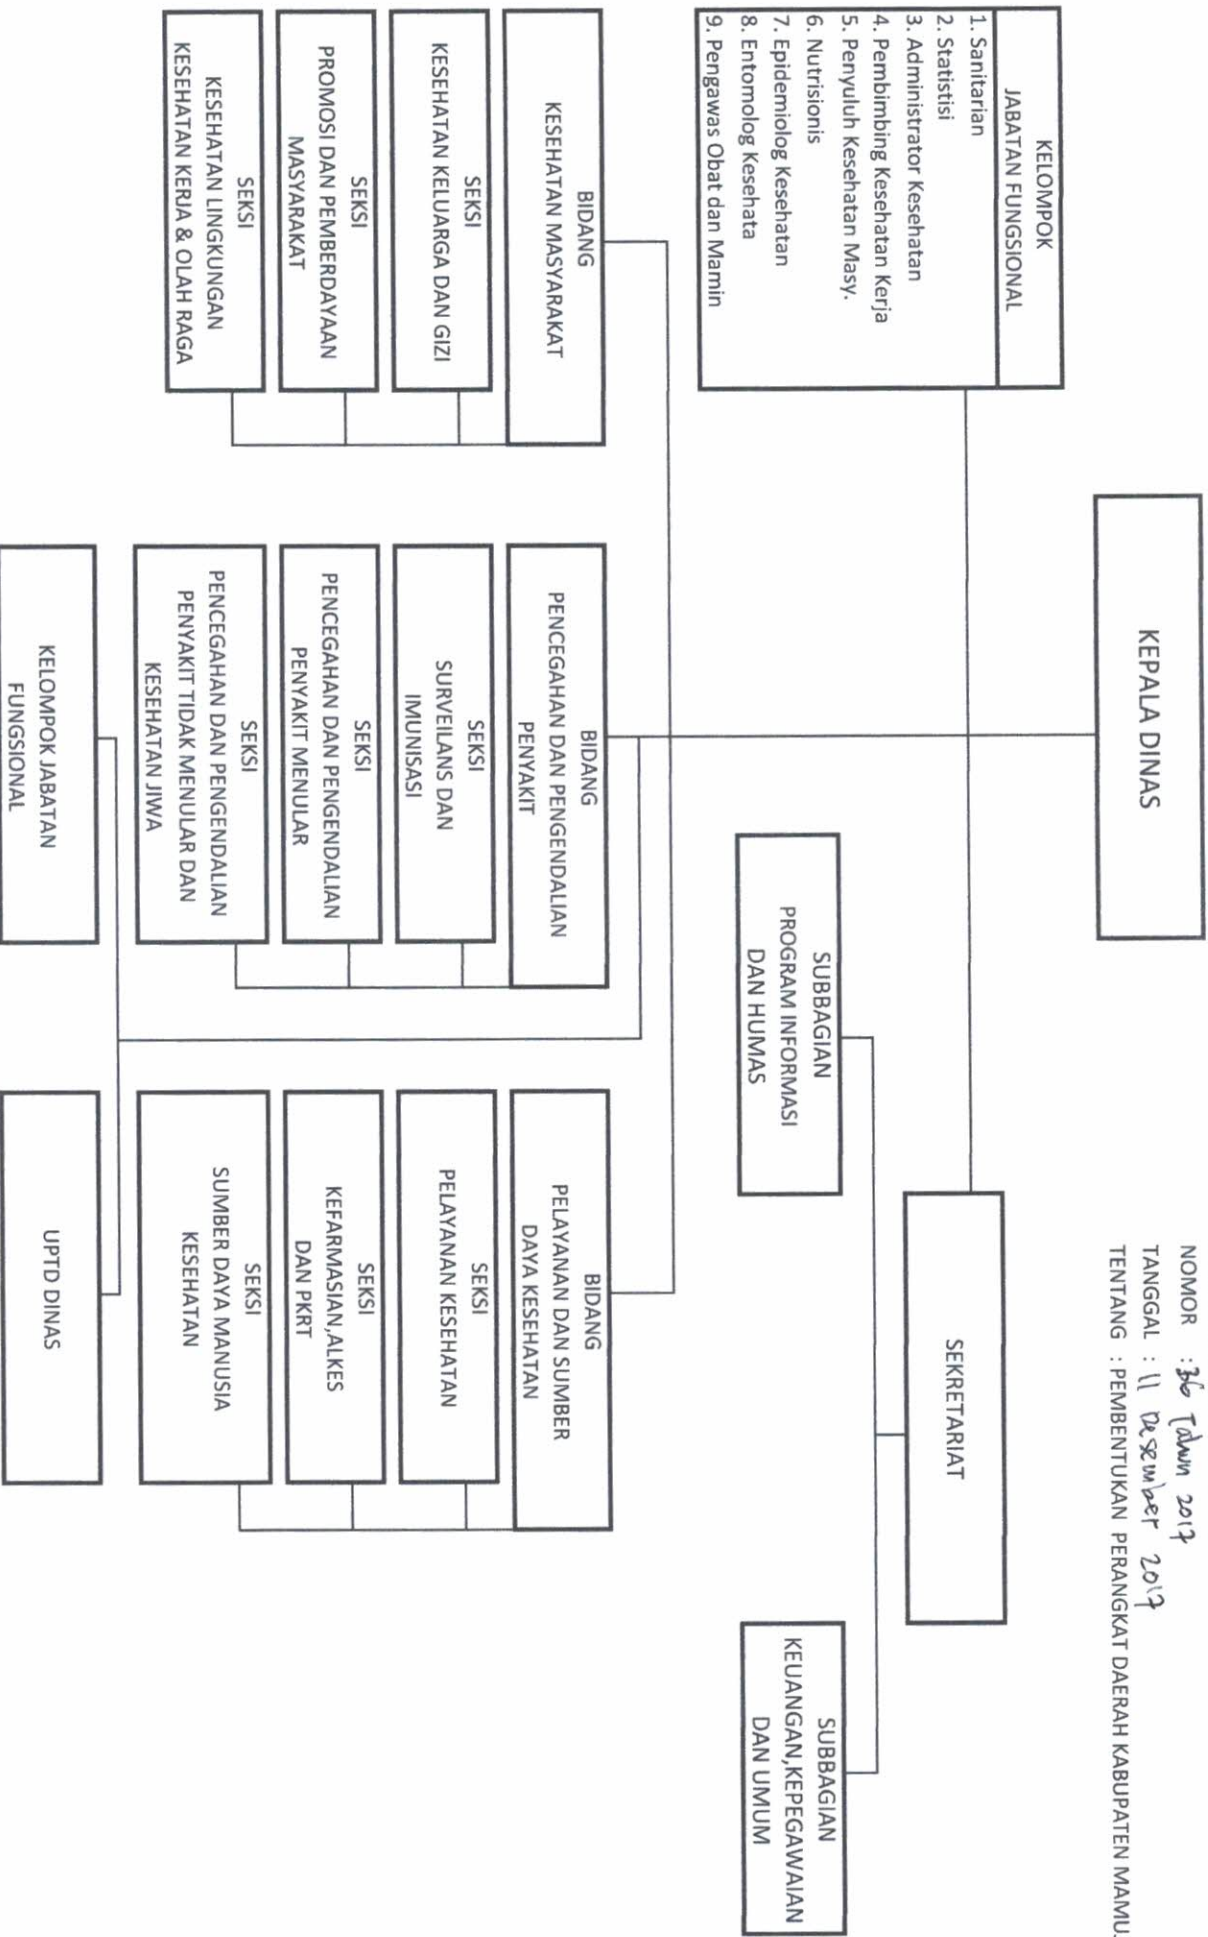 NOMOR : 36 Tahun 2017
TANGGAL : 11 Desember 2017
TENTANG : PEMBENTUKAN PERANGKAT DAERAH KABUPATEN MAMU
KEPALA DINAS
KELOMPOK
JABATAN FUNGSIONAL
1. Sanitarian
2. Statistisi
3. Administrator Kesehatan
4. Pembimbing Kesehatan Kerja
5. Penyuluh Kesehatan Masy.
6. Nutrisionis
7. Epidemiolog Kesehatan
8. Entomolog Kesehata
9. Pengawas Obat dan Mamin
SEKRETARIAT
SUBBAGIAN
PROGRAM INFORMASI
DAN HUMAS
SUBBAGIAN
KEUANGAN,KEPEGAWAIAN
DAN UMUM
BIDANG
KESEHATAN MASYARAKAT
SEKSI
KESEHATAN KELUARGA DAN GIZI
SEKSI
PROMOSI DAN PEMBERDAYAAN
MASYARAKAT
SEKSI
KESEHATAN LINGKUNGAN
KESEHATAN KERJA & OLAH RAGA
BIDANG
PENCEGAHAN DAN PENGENDALIAN
PENYAKIT
SEKSI
SURVEILANS DAN
IMUNISASI
SEKSI
PENCEGAHAN DAN PENGENDALIAN
PENYAKIT MENULAR
SEKSI
PENCEGAHAN DAN PENGENDALIAN
PENYAKIT TIDAK MENULAR DAN
KESEHATAN JIWA
BIDANG
PELAYANAN DAN SUMBER
DAYA KESEHATAN
SEKSI
PELAYANAN KESEHATAN
SEKSI
KEFARMASIAN,ALKES
DAN PKRT
SEKSI
SUMBER DAYA MANUSIA
KESEHATAN
KELOMPOK JABATAN
FUNGSIONAL
UPTD DINAS